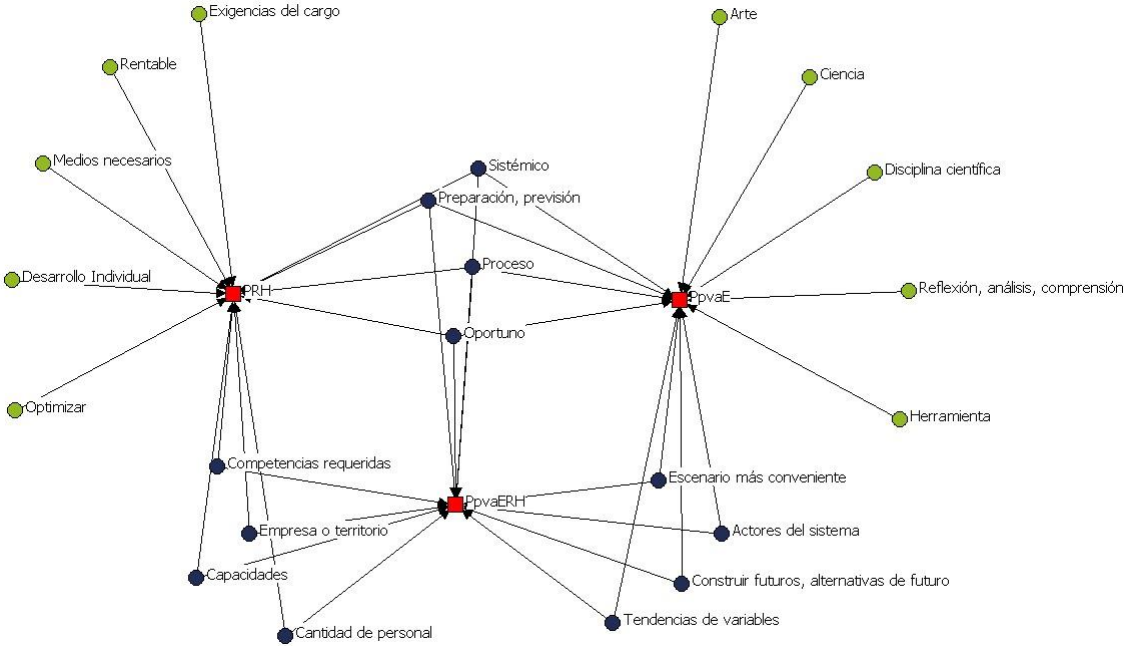 Exigencias del cargo
Arte
Rentable
Ciencia
Medios necesarios
Sistémico
Disciplina científica
Preparación, previsión
Proceso
Desarrollo Individual
PRH
PpvaE
Reflexión, análisis, comprensión
Oportuno
Optimizar
Herramienta
Competencias requeridas
Escenario más conveniente
PpvaERH
Empresa o territorio
Actores del sistema
Capacidades
Construir futuros, alternativas de futuro
Tendencias de variables
Cantidad de personal